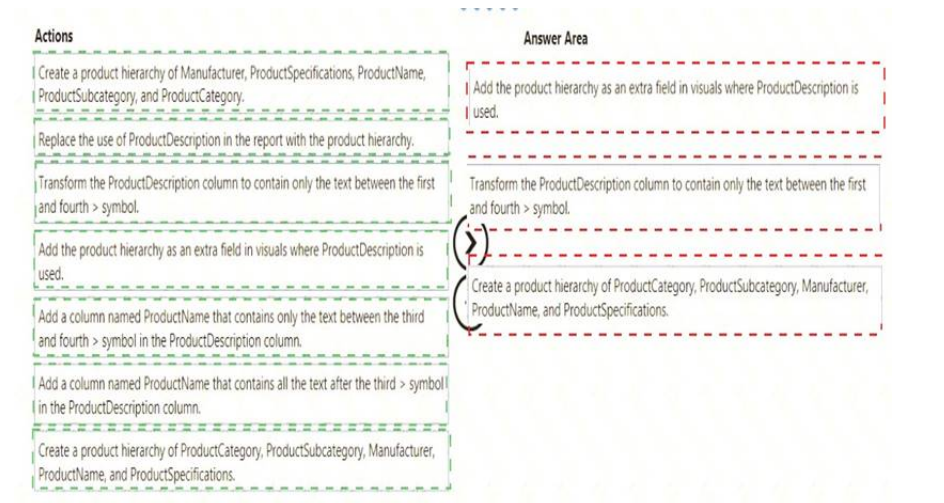 Actions
Create a product hierarchy of Manufacturer, ProductSpecifications, ProductName,
ProductSubcategory, and ProductCategory.
Replace the use of ProductDescription in the report with the product hierarchy.
Transform the ProductDescription column to contain only the text between the first
and fourth > symbol.
Add the product hierarchy as an extra field in visuals where ProductDescription is
used.
Add a column named ProductName that contains only the text between the third
and fourth > symbol in the ProductDescription column.
Add a column named ProductName that contains all the text after the third > symbol
in the ProductDescription column.
Create a product hierarchy of ProductCategory, ProductSubcategory, Manufacturer,
ProductName, and ProductSpecifications.
Answer Area
Add the product hierarchy as an extra field in visuals where ProductDescription is
used.
Transform the ProductDescription column to contain only the text between the first
and fourth > symbol.
Create a product hierarchy of ProductCategory, ProductSubcategory, Manufacturer,
ProductName, and ProductSpecifications.